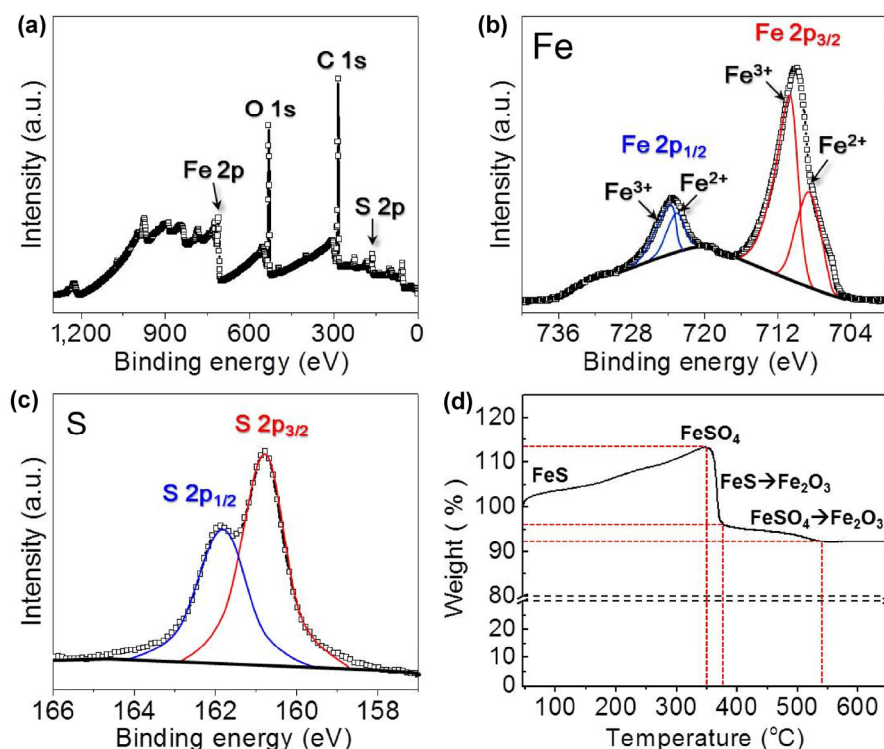 (a)
C 1s
O 1s
Fe 2p
S 2p
Intensity (a.u.)
1,200 900 600 300 0
Binding energy (eV)
(b)
Fe
Fe 2p3/2
Fe3+
Fe2+
Fe 2p1/2
Fe3+
Fe2+
Intensity (a.u.)
736 728 720 712 704
Binding energy (eV)
(c)
S
S 2p3/2
S 2p1/2
Intensity (a.u.)
166 164 162 160 158
Binding energy (eV)
(d)
120
110
100
90
80
20
10
0
Weight ( % )
FeSO4
FeS
FeS→Fe2O3
FeSO4→Fe2O3
100 200 300 400 500 600
Temperature (oC)